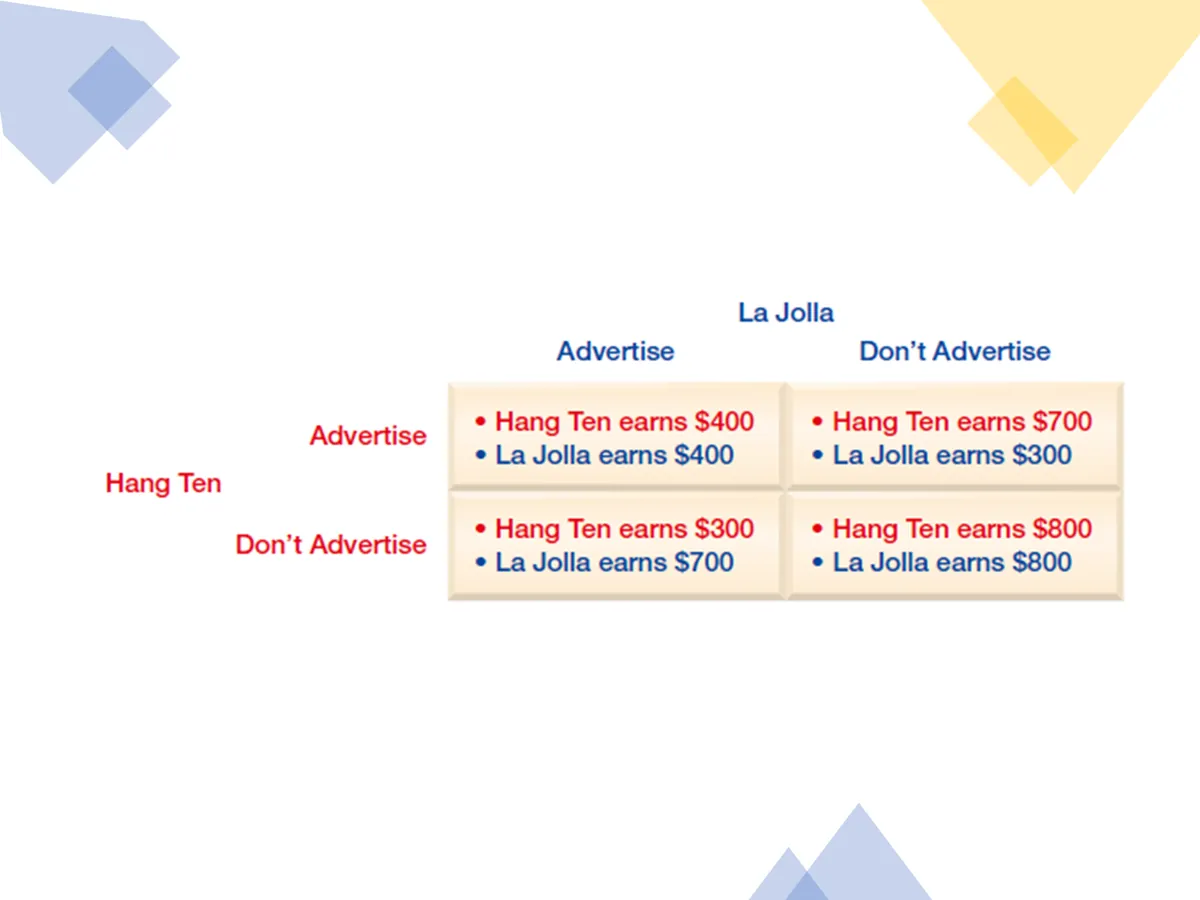 La Jolla
Advertise Don't Advertise
Advertise
• Hang Ten earns $400
• La Jolla earns $400
• Hang Ten earns $700
• La Jolla earns $300
Hang Ten
Don't Advertise
• Hang Ten earns $300
• La Jolla earns $700
• Hang Ten earns $800
• La Jolla earns $800